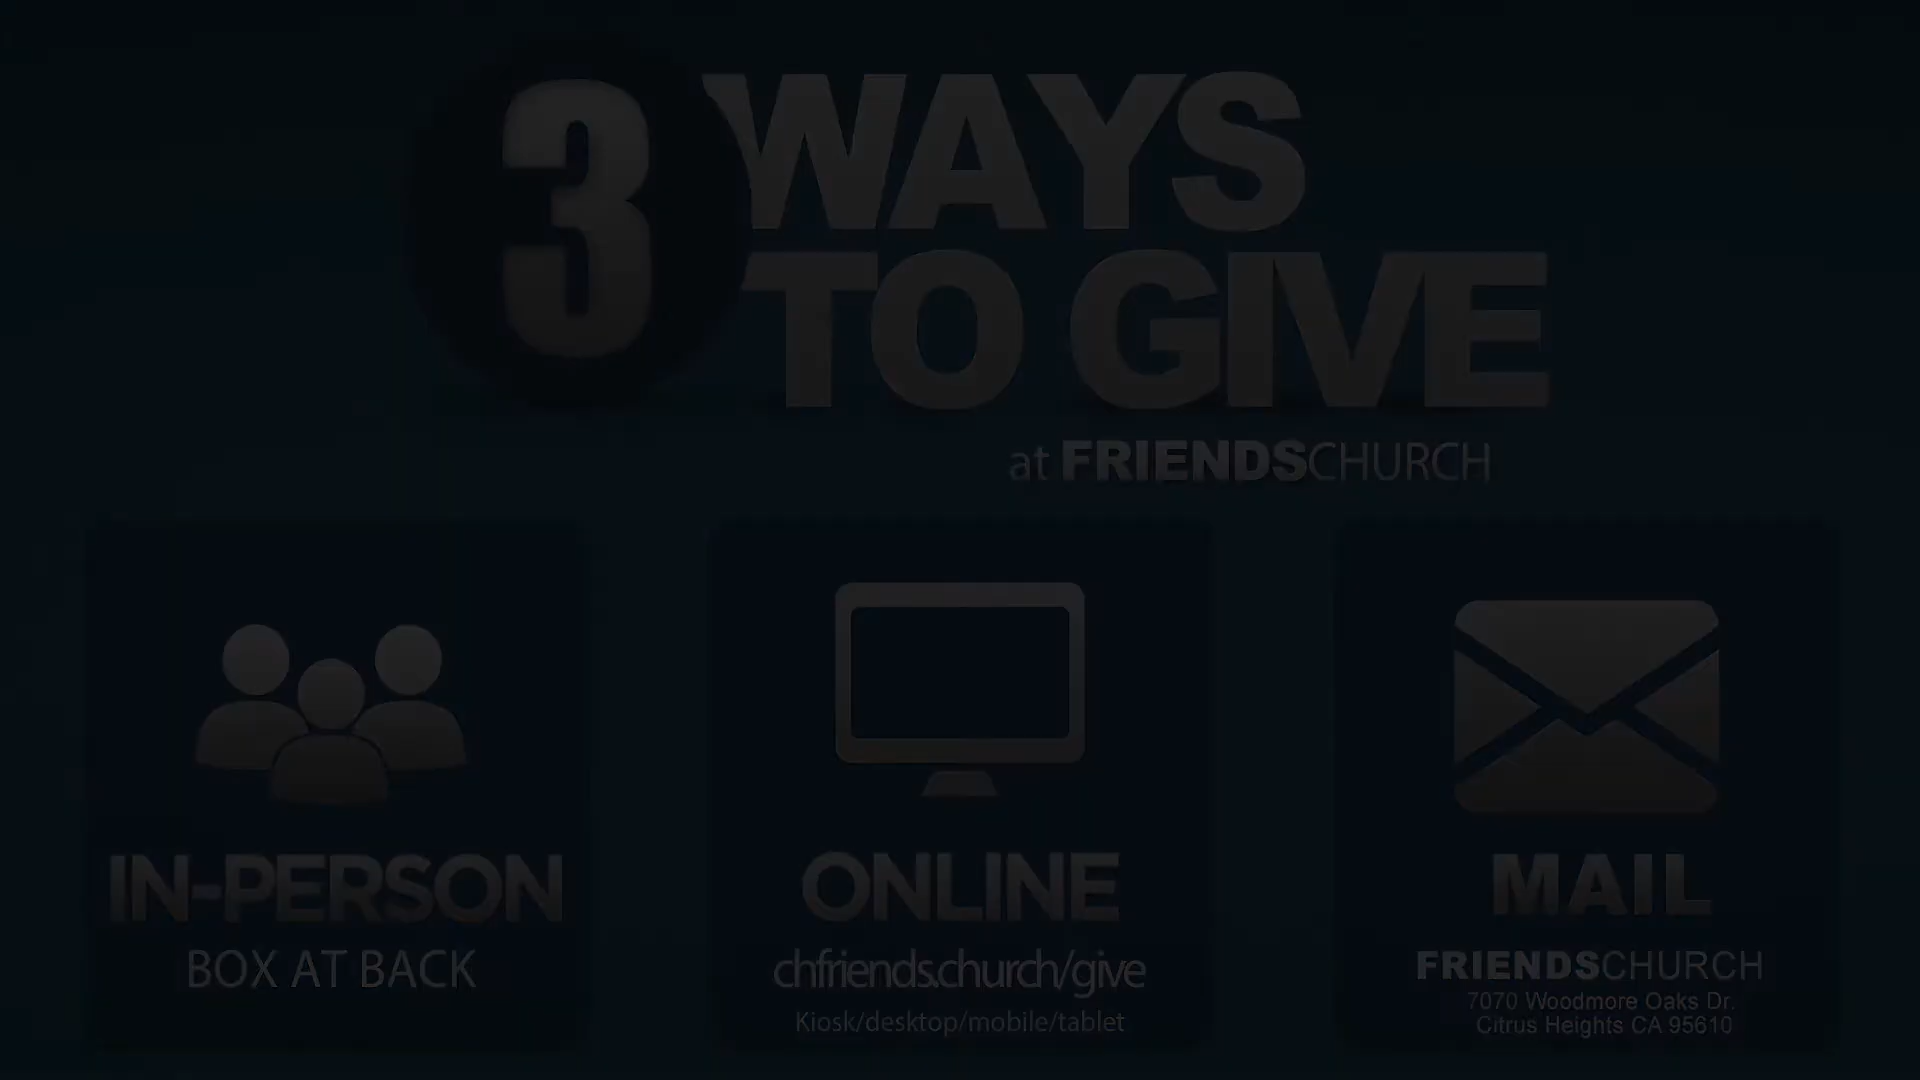 3 WAYS
TO GIVE
at FRIENDSCHURCH
IN-PERSON
BOX AT BACK
ONLINE
chfriends.church/give
Kiosk/desktop/mobile/tablet
MAIL
FRIENDSCHURCH
7070 Woodmore Oaks Dr.
Citrus Heights CA 95610